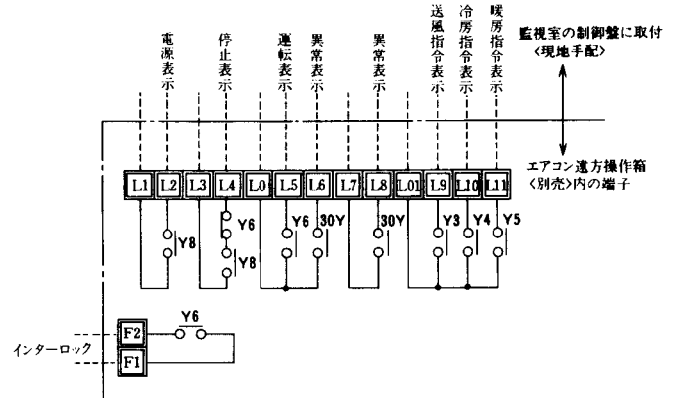 電源表示
停止表示
運転表示
異常表示
異常表示
送風指令表示
冷房指令表示
暖房指令表示
監視室の制御盤に取付
<現地手配>
エアコン遠方操作箱
<別売>内の端子
L1 L2 L3 L4 L0 L5 L6 L7 L8 L01 L9 L10 L11
Y6 Y6 30Y 30Y Y3 Y4 Y5
Y8 Y8
Y6
F2
インターロック
F1